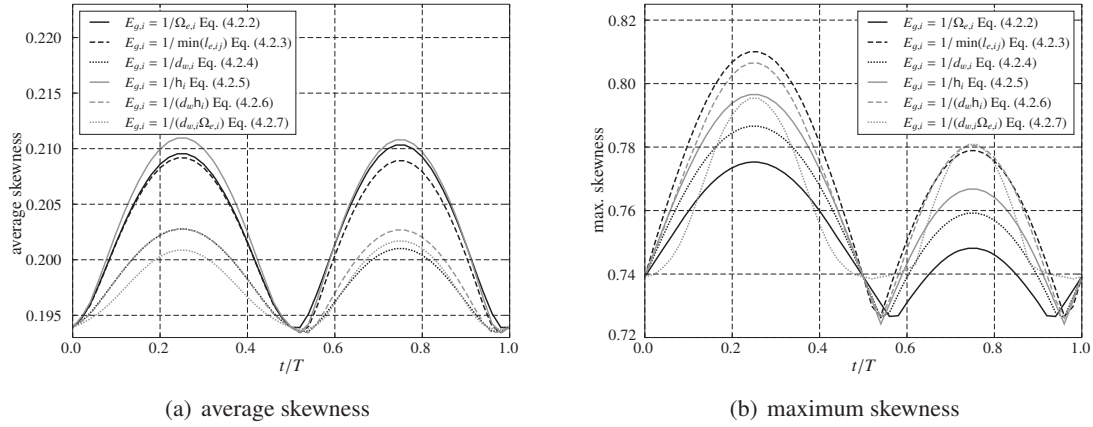 0.220
0.215
0.210
0.205
0.200
0.195
average skewness
E_{g,i} = 1/Ω_{e,i} Eq. (4.2.2)
E_{g,i} = 1/ min(l_{e,ij}) Eq. (4.2.3)
E_{g,i} = 1/d_{w,i} Eq. (4.2.4)
E_{g,i} = 1/h_i Eq. (4.2.5)
E_{g,i} = 1/(d_w h_i) Eq. (4.2.6)
E_{g,i} = 1/(d_{w,i}Ω_{e,i}) Eq. (4.2.7)
0.0 0.2 0.4 0.6 0.8 1.0
t/T
(a) average skewness
0.82
0.80
0.78
0.76
0.74
0.72
max. skewness
E_{g,i} = 1/Ω_{e,i} Eq. (4.2.2)
E_{g,i} = 1/ min(l_{e,ij}) Eq. (4.2.3)
E_{g,i} = 1/d_{w,i} Eq. (4.2.4)
E_{g,i} = 1/h_i Eq. (4.2.5)
E_{g,i} = 1/(d_w h_i) Eq. (4.2.6)
E_{g,i} = 1/(d_{w,i}Ω_{e,i}) Eq. (4.2.7)
0.0 0.2 0.4 0.6 0.8 1.0
t/T
(b) maximum skewness